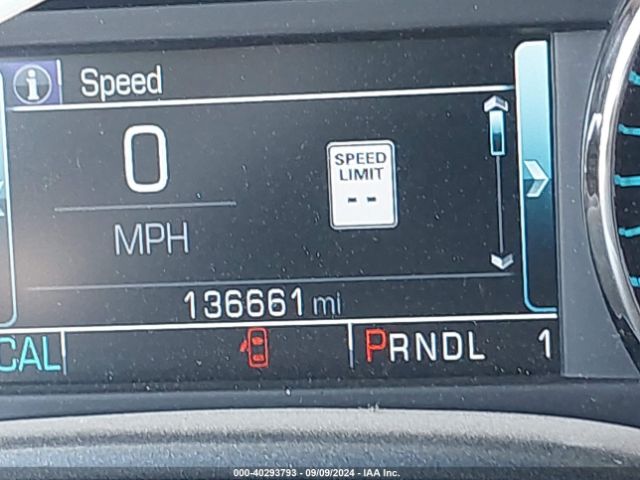 i Speed
0
MPH
SPEED
LIMIT
--
136661 mi
CAL PRNDL 1
000-40293793 - 09/09/2024 - IAA Inc.